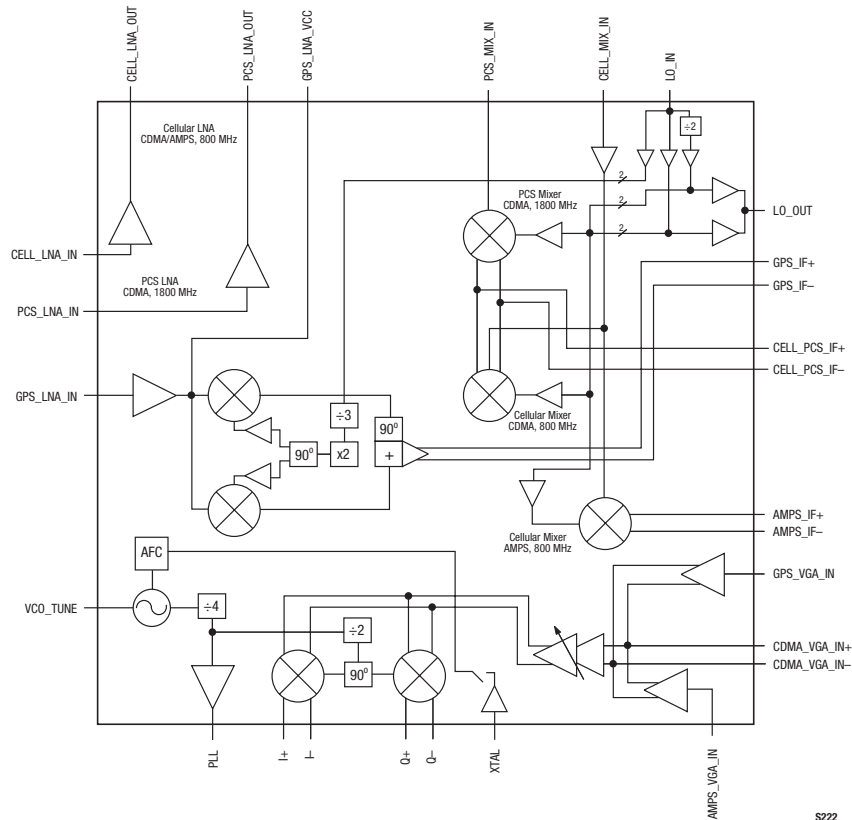 CELL_LNA_OUT
PCS_LNA_OUT
GPS_LNA_VCC
PCS_MIX_IN
CELL_MIX_IN
LO_IN
Cellular LNA
CDMA/AMPS, 800 MHz
÷2
2
PCS Mixer
CDMA, 1800 MHz
2
2
LO_OUT
CELL_LNA_IN
PCS LNA
CDMA, 1800 MHz
GPS_IF+
GPS_IF–
PCS_LNA_IN
CELL_PCS_IF+
CELL_PCS_IF–
GPS_LNA_IN
÷3
90°
Cellular Mixer
CDMA, 800 MHz
90°
x2
+
AMPS_IF+
AMPS_IF–
Cellular Mixer
AMPS, 800 MHz
AFC
GPS_VGA_IN
VCO_TUNE
÷4
÷2
CDMA_VGA_IN+
CDMA_VGA_IN–
90°
PLL
I+
I–
Q+
Q–
XTAL
AMPS_VGA_IN
S222